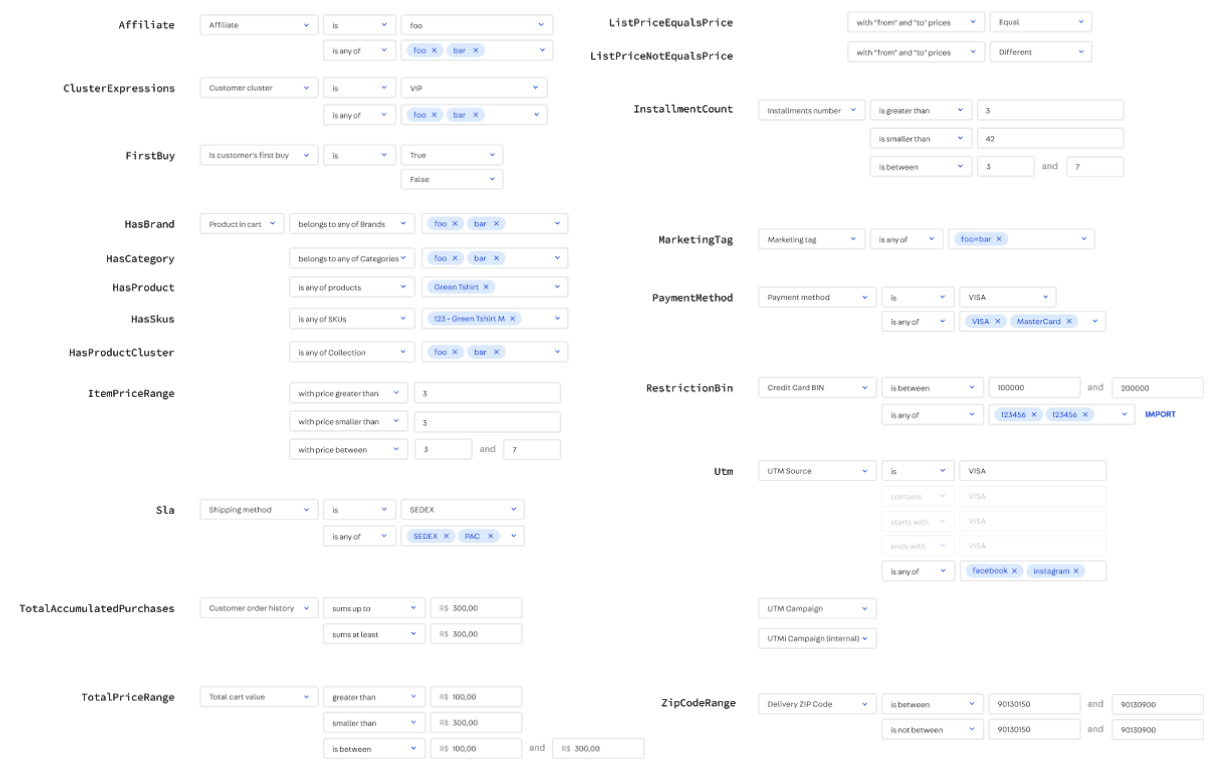 Affiliate Affiliate is foo
is any of foo × bar ×
ClusterExpressions Customer cluster is VIP
is any of foo × bar ×
FirstBuy Is customer's first buy is True
False
HasBrand Product in cart belongs to any of Brands foo × bar ×
HasCategory belongs to any of Categories foo × bar ×
HasProduct is any of products Green Tshirt ×
HasSkus is any of SKUs 123 - Green Tshirt M ×
HasProductCluster is any of Collection foo × bar ×
ItemPriceRange with price greater than 3
with price smaller than 3
with price between 3 and 7
Sla Shipping method is SEDEX
is any of SEDEX × PAC ×
TotalAccumulatedPurchases Customer order history sums up to R$ 300,00
sums at least R$ 300,00
TotalPriceRange Total cart value greater than R$ 100,00
smaller than R$ 300,00
is between R$ 100,00 and R$ 300,00
ListPriceEqualsPrice with "from" and "to" prices Equal
ListPriceNotEqualsPrice with "from" and "to" prices Different
InstallmentCount Installments number is greater than 3
is smaller than 42
is between 3 and 7
MarketingTag Marketing tag is any of foo=bar ×
PaymentMethod Payment method is VISA
is any of VISA × MasterCard ×
RestrictionBin Credit Card BIN is between 100000 and 200000
is any of 123456 × 123456 × IMPORT
Utm UTM Source is VISA
contains VISA
starts with VISA
ends with VISA
is any of facebook × instagram ×
UTM Campaign
UTMi Campaign (internal)
ZipCodeRange Delivery ZIP Code is between 90130150 and 90130900
is not between 90130150 and 90130900